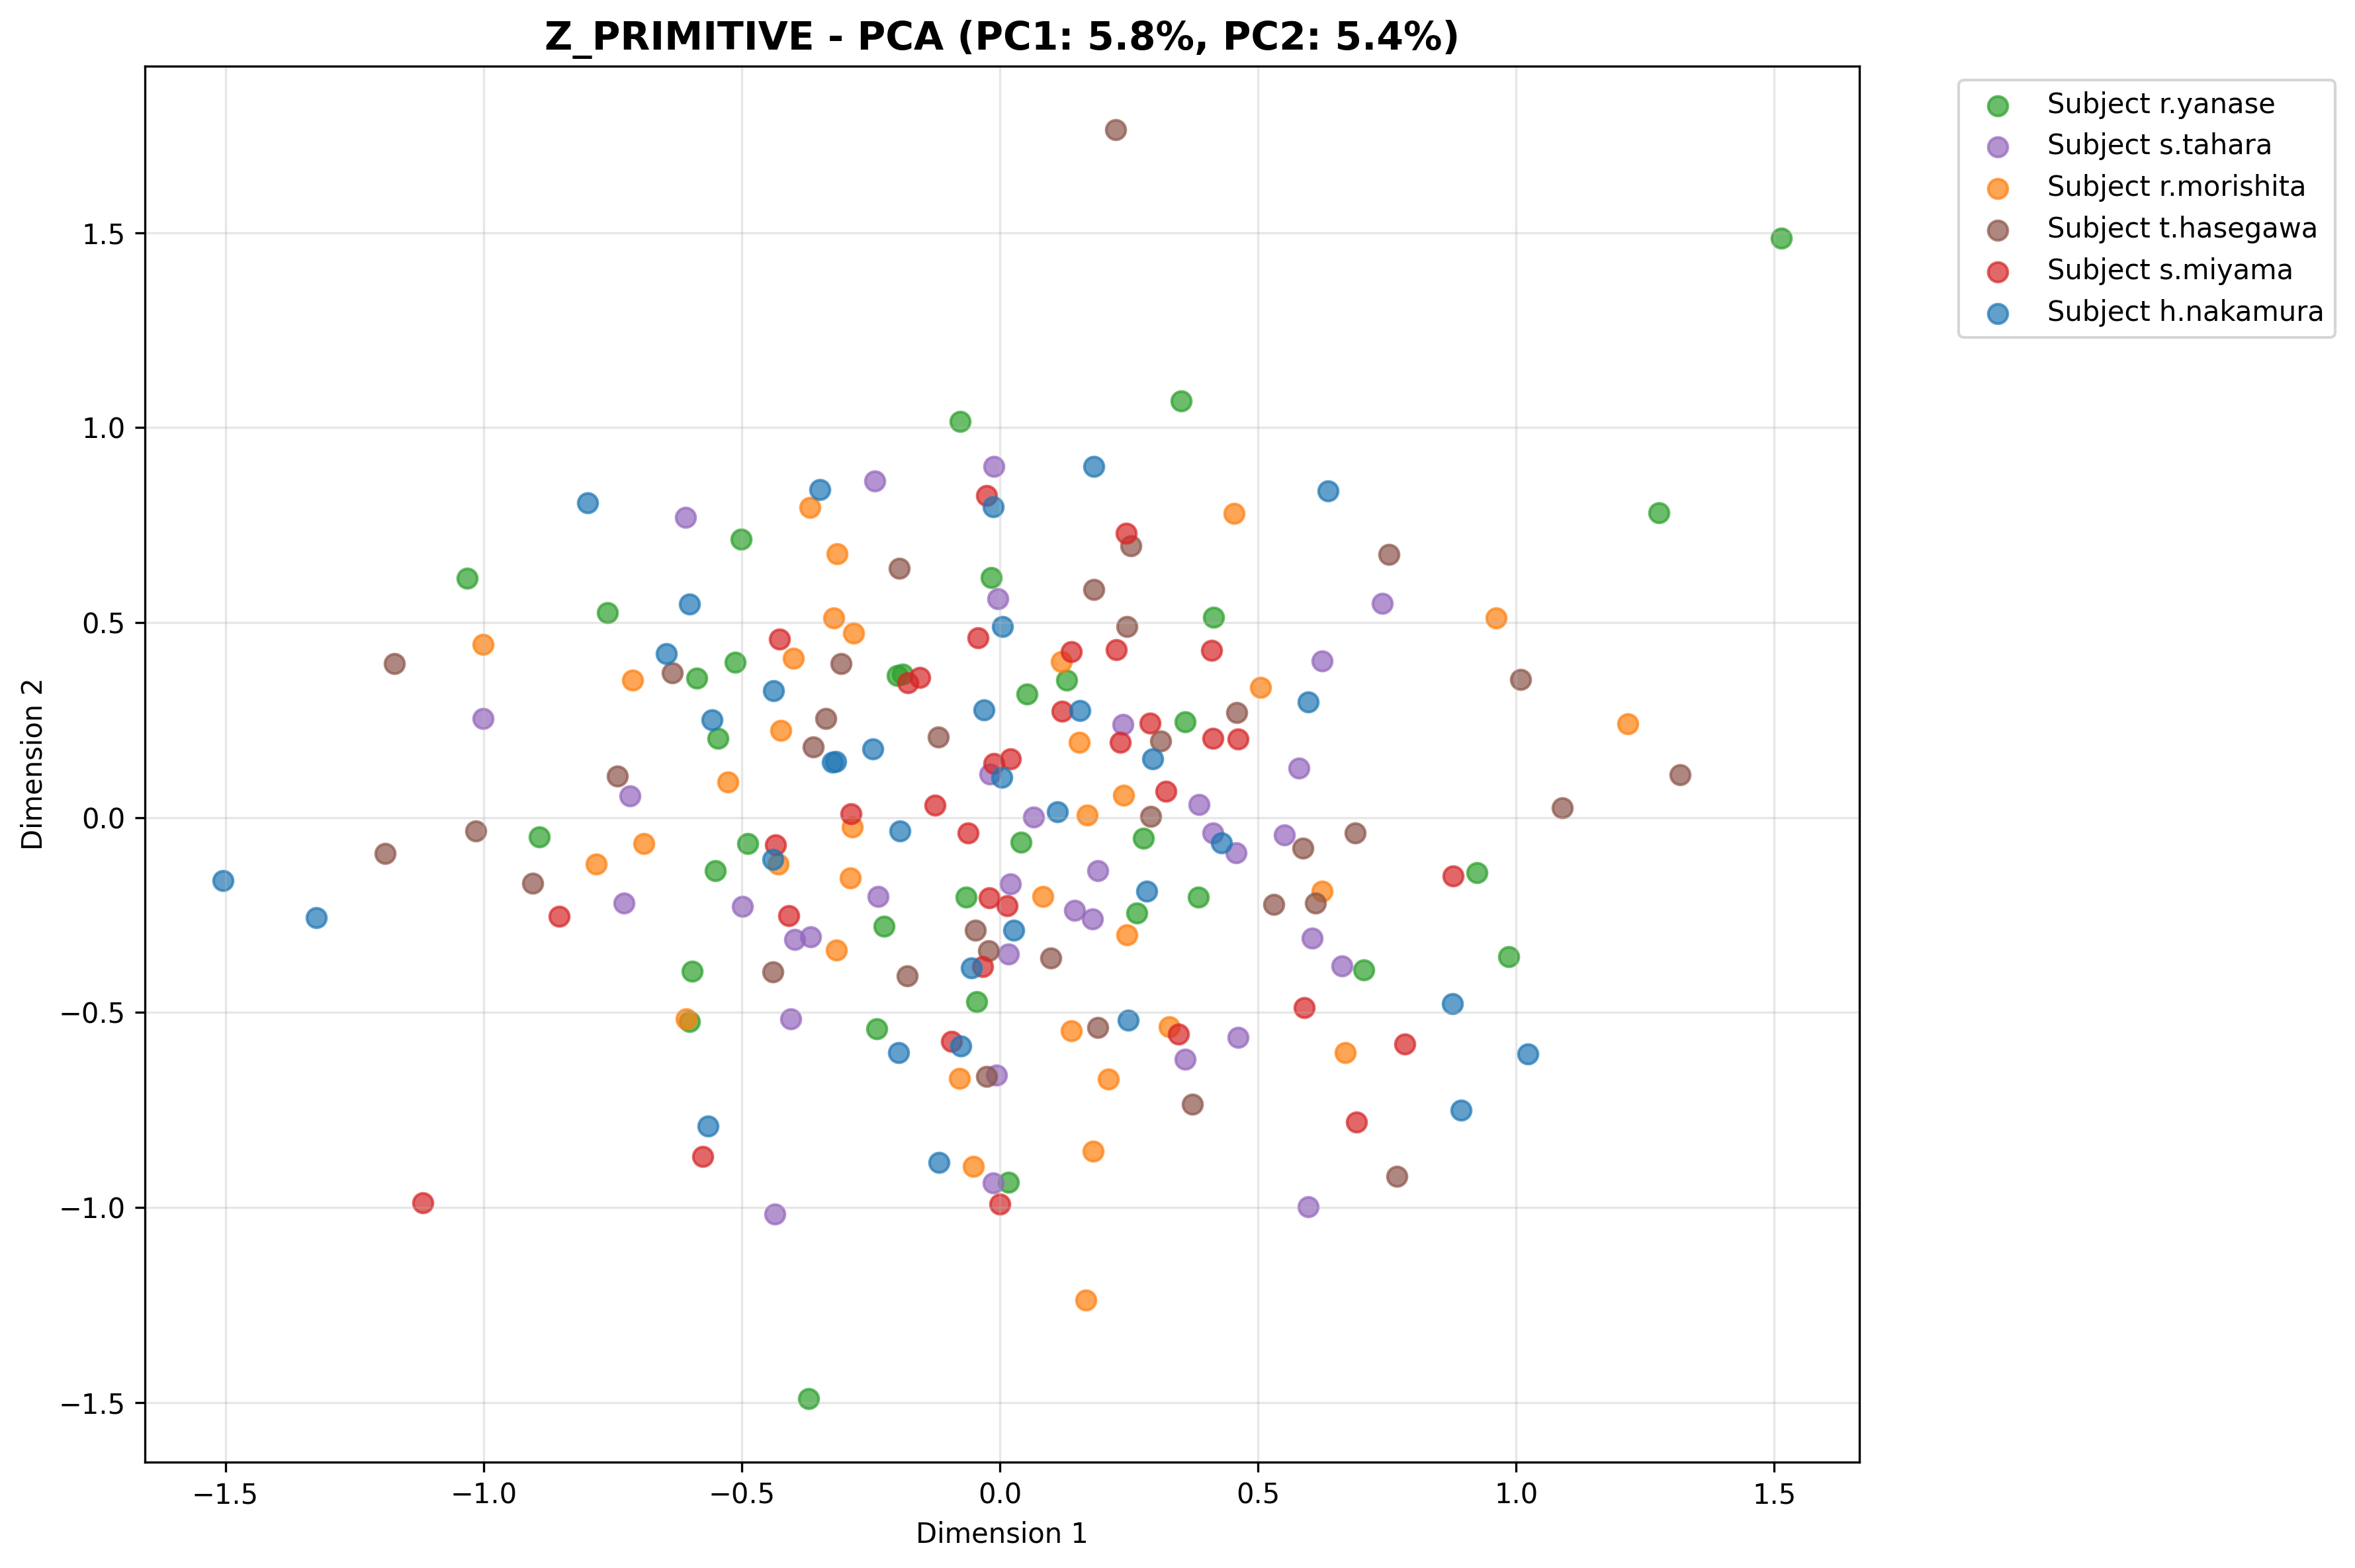 Z_PRIMITIVE - PCA (PC1: 5.8%, PC2: 5.4%)
Subject r.yanase
Subject s.tahara
Subject r.morishita
Subject t.hasegawa
Subject s.miyama
Subject h.nakamura
Dimension 2
1.5
1.0
0.5
0.0
−0.5
−1.0
−1.5
−1.5 −1.0 −0.5 0.0 0.5 1.0 1.5
Dimension 1